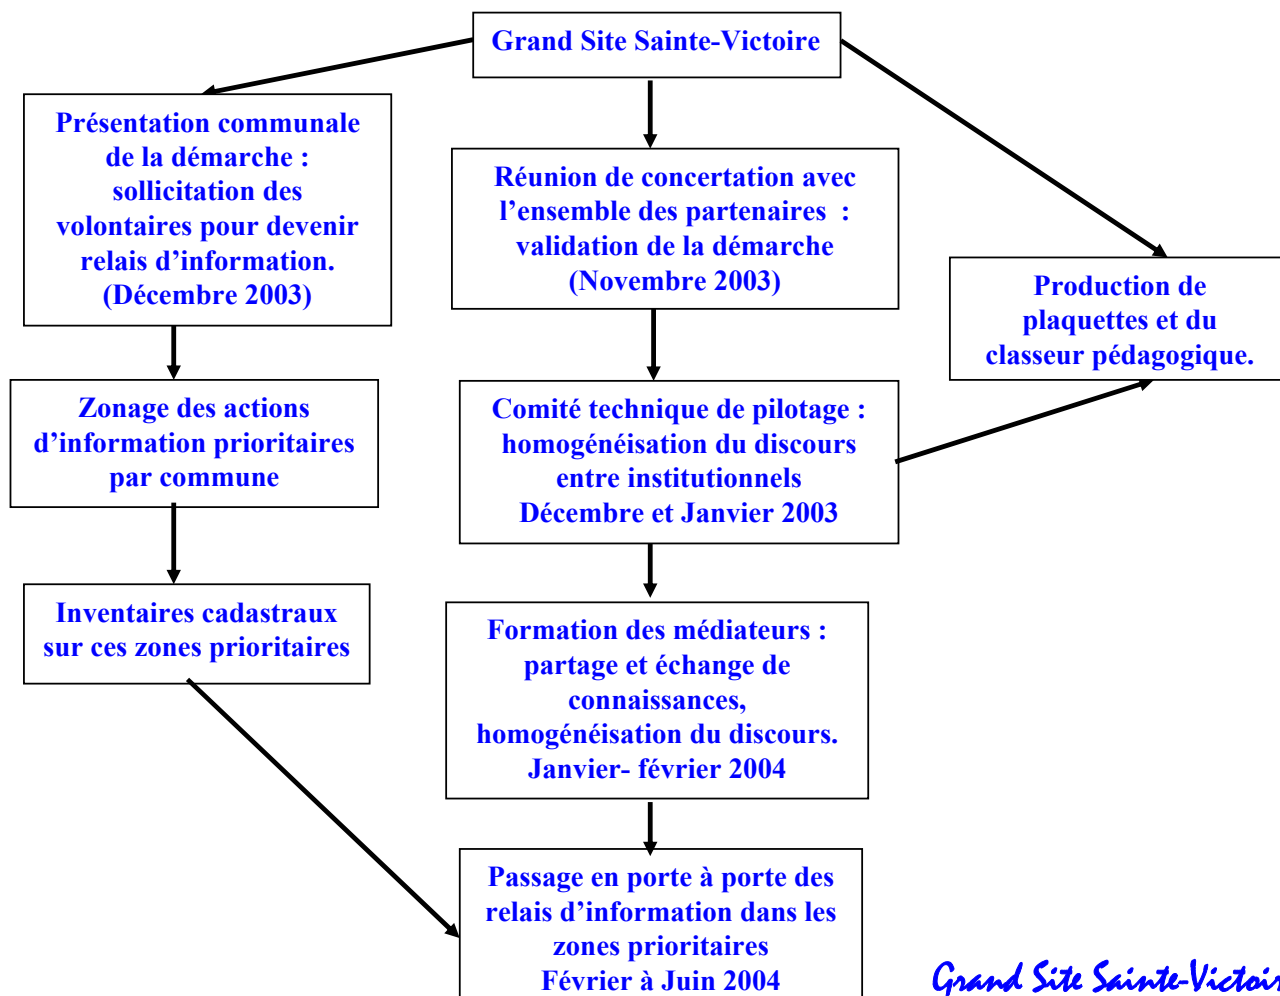 Grand Site Sainte-Victoire
Présentation communale
de la démarche :
sollicitation des
volontaires pour devenir
relais d’information.
(Décembre 2003)
Réunion de concertation avec
l’ensemble des partenaires  :
validation de la démarche
(Novembre 2003)
Production de
plaquettes et du
classeur pédagogique.
Zonage des actions
d’information prioritaires
par commune
Comité technique de pilotage :
homogénéisation du discours
entre institutionnels
Décembre et Janvier 2003
Inventaires cadastraux
sur ces zones prioritaires
Formation des médiateurs :
partage et échange de
connaissances,
homogénéisation du discours.
Janvier- février 2004
Passage en porte à porte des
relais d’information dans les
zones prioritaires
Février à Juin 2004
Grand Site Sainte-Victoir